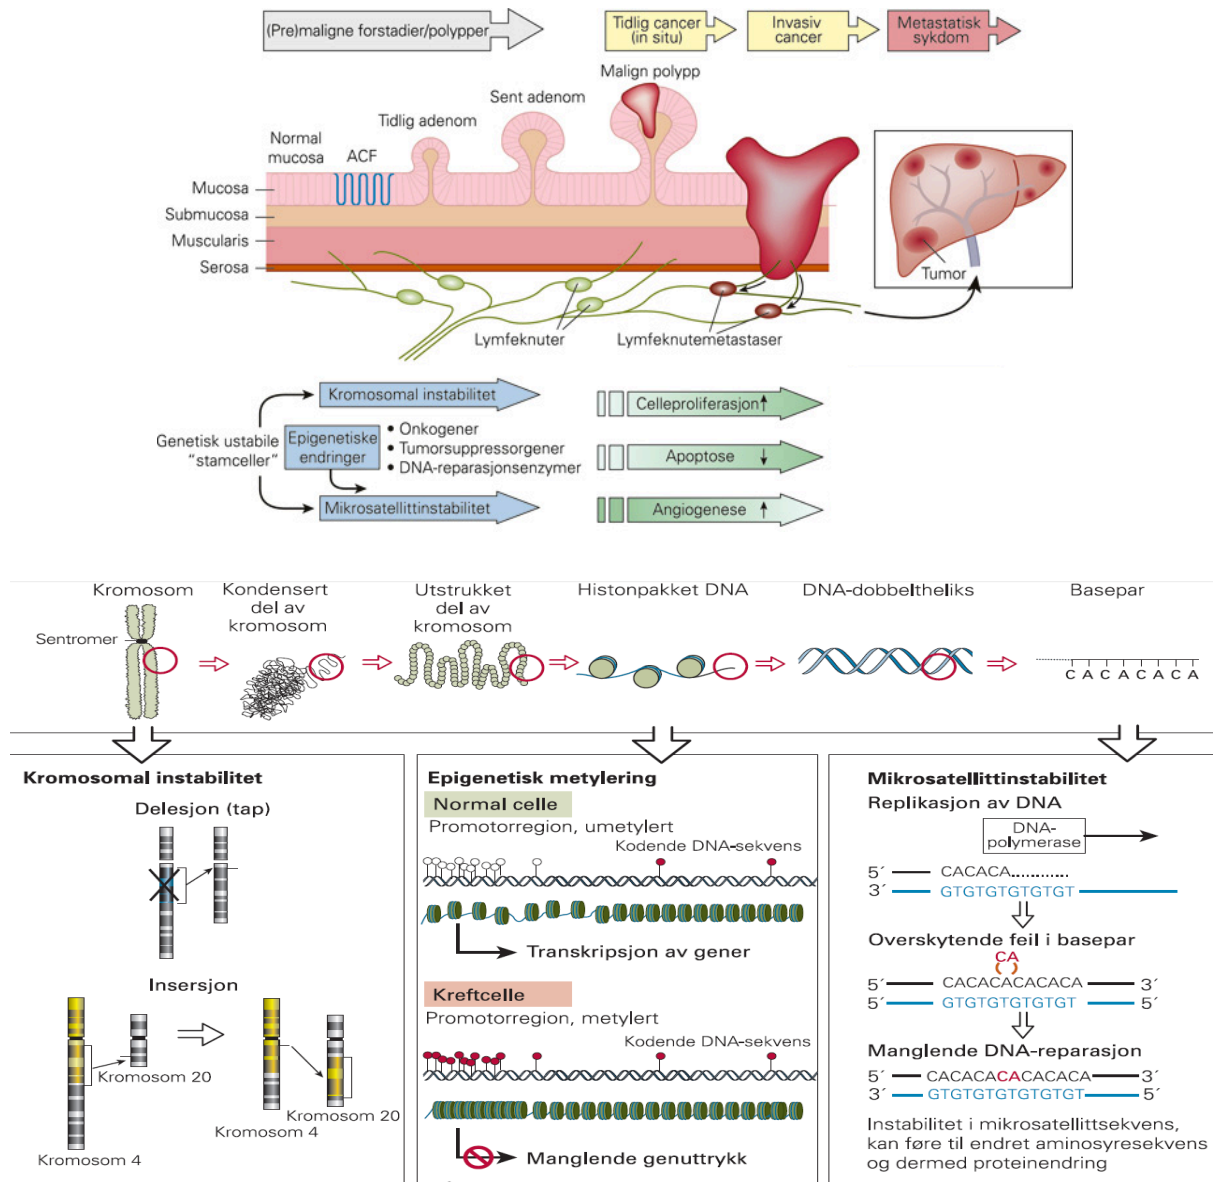 (Pre)maligne forstadier/polypper
Tidlig cancer
(in situ)
Invasiv
cancer
Metastatisk
sykdom
Malign polypp
Sent adenom
Tidlig adenom
Normal
mucosa
ACF
Mucosa
Submucosa
Muscularis
Serosa
Tumor
Lymfeknuter
Lymfeknutemetastaser
Kromosomal instabilitet
Genetisk ustabile
"stamceller"
Epigenetiske
endringer
• Onkogener
• Tumorsuppressorgener
• DNA-reparasjonsenzymer
Mikrosatellittinstabilitet
Celleproliferasjon
Apoptose
Angiogenese
Kromosom
Sentromer
Kondensert
del av
kromosom
Utstrukket
del av
kromosom
Histonpakket DNA
DNA-dobbeltheliks
Basepar
C A C A C A C A
Kromosomal instabilitet
Delesjon (tap)
Insersjon
Kromosom 20
Kromosom 4
Kromosom 20
Kromosom 4
Epigenetisk metylering
Normal celle
Promotorregion, umetylert
Kodende DNA-sekvens
Transkripsjon av gener
Kreftcelle
Promotorregion, metylert
Kodende DNA-sekvens
Manglende genuttrykk
Mikrosatellittinstabilitet
Replikasjon av DNA
DNA-
polymerase
5´ CACACA
3´ GTGTGTGTGTGT
Overskytende feil i basepar
CA
5´ CACACACACACA 3´
5´ GTGTGTGTGTGT 5´
Manglende DNA-reparasjon
5´ CACACACACACACA 3´
3´ GTGTGTGTGTGTGT 5´
Instabilitet i mikrosatellittsekvens,
kan føre til endret aminosyresekvens
og dermed proteinendring